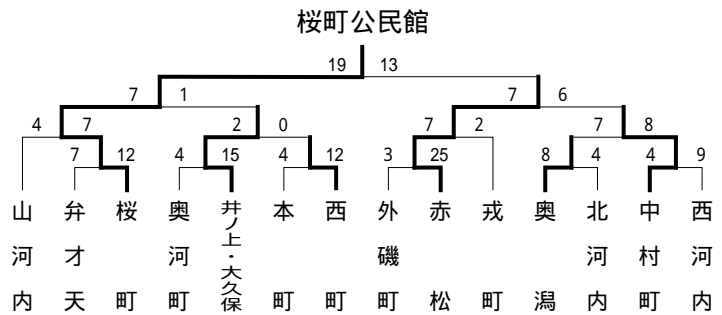 桜町公民館
19 13
7 1 7 6
4 7 2 0 7 2 7 8
7 12 4 15 4 12 3 25 8 4 4 9
山河内
弁才天
桜町
奥河町
井ノ上・大久保
本町
西町
外磯町
赤松
戎町
奥潟
北河内
中村町
西河内